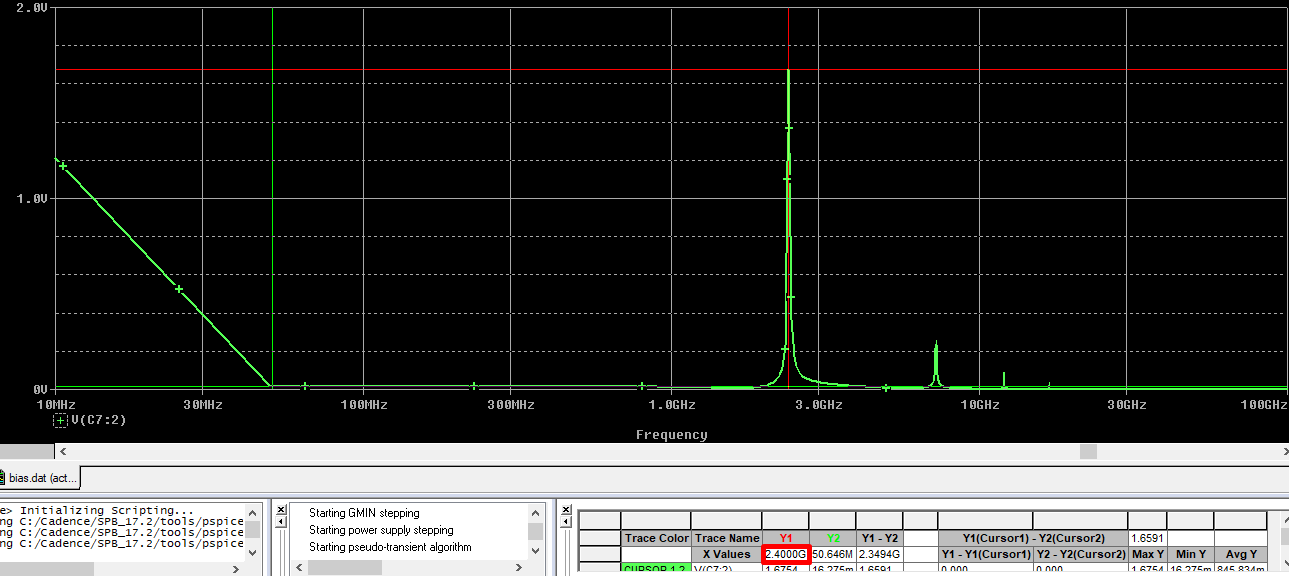 2.0V
1.0V
0V
10MHz 30MHz 100MHz 300MHz 1.0GHz 3.0GHz 10GHz 30GHz 100GHz
V(C7:2)
Frequency
bias.dat (act...
e> Initializing Scripting...
ng C:/Cadence/SPB_17.2/tools/pspice
ng C:/Cadence/SPB_17.2/tools/pspice
ng C:/Cadence/SPB_17.2/tools/pspice
Starting GMIN stepping
Starting power supply stepping
Starting pseudo-transient algorithm
Trace Color Trace Name Y1 Y2 Y1 - Y2 Y1(Cursor1) - Y2(Cursor2) 1.6591
X Values 2.4000G 50.646M 2.3494G Y1 - Y1(Cursor1) Y2 - Y2(Cursor2) Max Y Min Y Avg Y
CURSOR 1,2 V(C7:2) 1.6754 16.275m 1.6591 0.000 0.000 1.6754 16.275m 845.834m